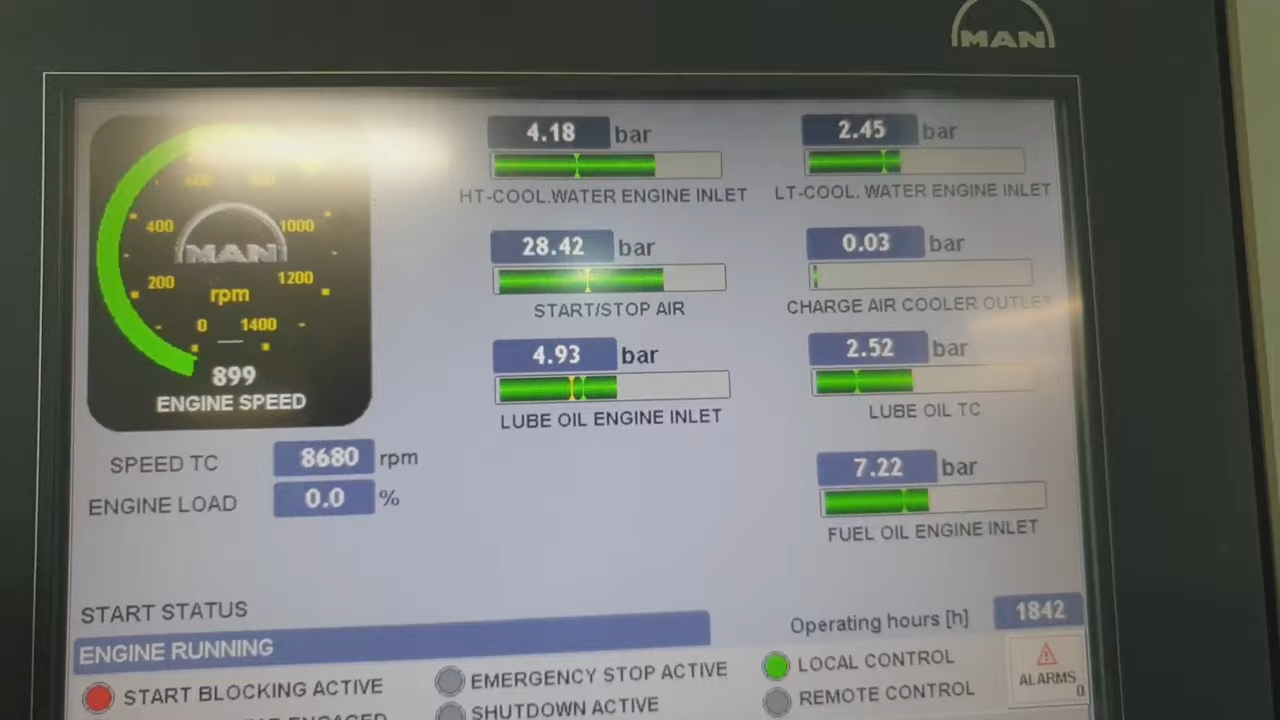 MAN
4.18 bar
HT-COOL.WATER ENGINE INLET
2.45 bar
LT-COOL. WATER ENGINE INLET
600 800
400 1000
MAN
200 1200
rpm
0 1400
899
ENGINE SPEED
28.42 bar
START/STOP AIR
0.03 bar
CHARGE AIR COOLER OUTLET
4.93 bar
LUBE OIL ENGINE INLET
2.52 bar
LUBE OIL TC
SPEED TC 8680 rpm
ENGINE LOAD 0.0 %
7.22 bar
FUEL OIL ENGINE INLET
START STATUS
ENGINE RUNNING
Operating hours [h] 1842
START BLOCKING ACTIVE
EMERGENCY STOP ACTIVE
LOCAL CONTROL
ALARMS
0
ENGAGED
SHUTDOWN ACTIVE
REMOTE CONTROL